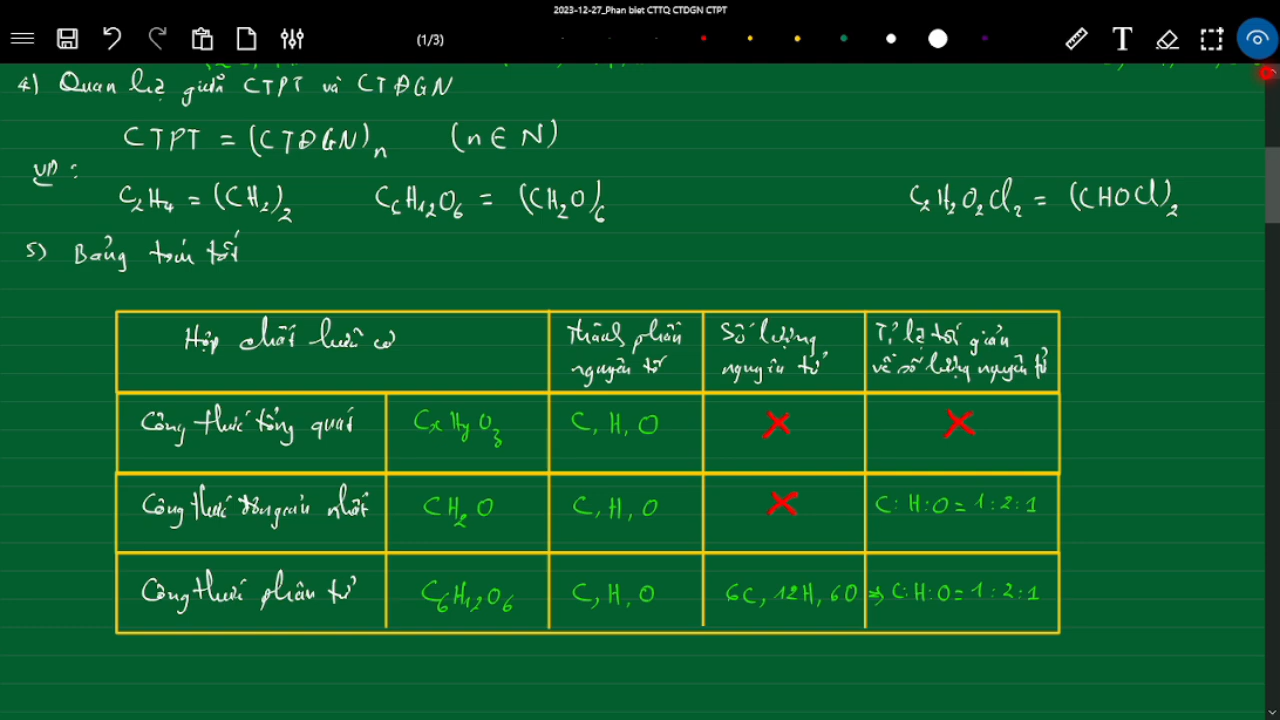 2023-12-27_Phan biet CTTQ CTDGN CTPT
(1/3)
T
4) Quan hệ giữa CTPT và CTĐGN
CTPT = (CTĐGN)n (n ∈ N)
VD :
C2H4 = (CH2)2 C6H12O6 = (CH2O)6 C2H2O2Cl2 = (CHOCl)2
5) Bảng tóm tắt
Hợp chất hữu cơ
Thành phần nguyên tố
Số lượng nguyên tử
Tỉ lệ tối giản về số lượng nguyên tử
Công thức tổng quát CxHyOz C, H, O ✗ ✗
Công thức đơn giản nhất CH2O C, H, O ✗ C:H:O = 1:2:1
Công thức phân tử C6H12O6 C, H, O 6C, 12H, 6O ⇒ C:H:O = 1:2:1